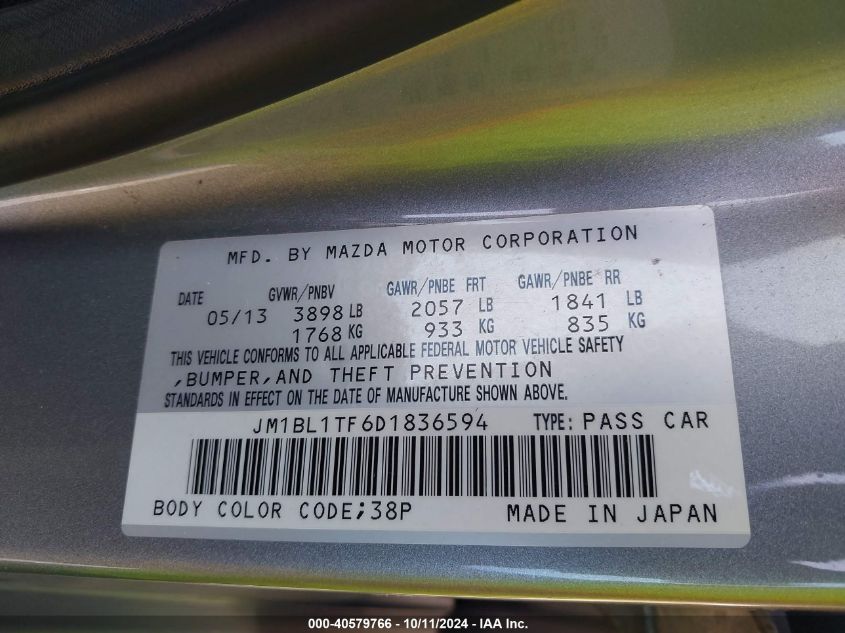 MFD. BY MAZDA MOTOR CORPORATION
DATE GVWR/PNBV GAWR/PNBE FRT GAWR/PNBE RR
05/13 3898 LB 2057 LB 1841 LB
1768 KG 933 KG 835 KG
THIS VEHICLE CONFORMS TO ALL APPLICABLE FEDERAL MOTOR VEHICLE SAFETY
,BUMPER,AND THEFT PREVENTION
STANDARDS IN EFFECT ON THE DATE OF MANUFACTURE SHOWN ABOVE.
JM1BL1TF6D1836594 TYPE: PASS CAR
BODY COLOR CODE;38P MADE IN JAPAN
000-40579766 - 10/11/2024 - IAA Inc.